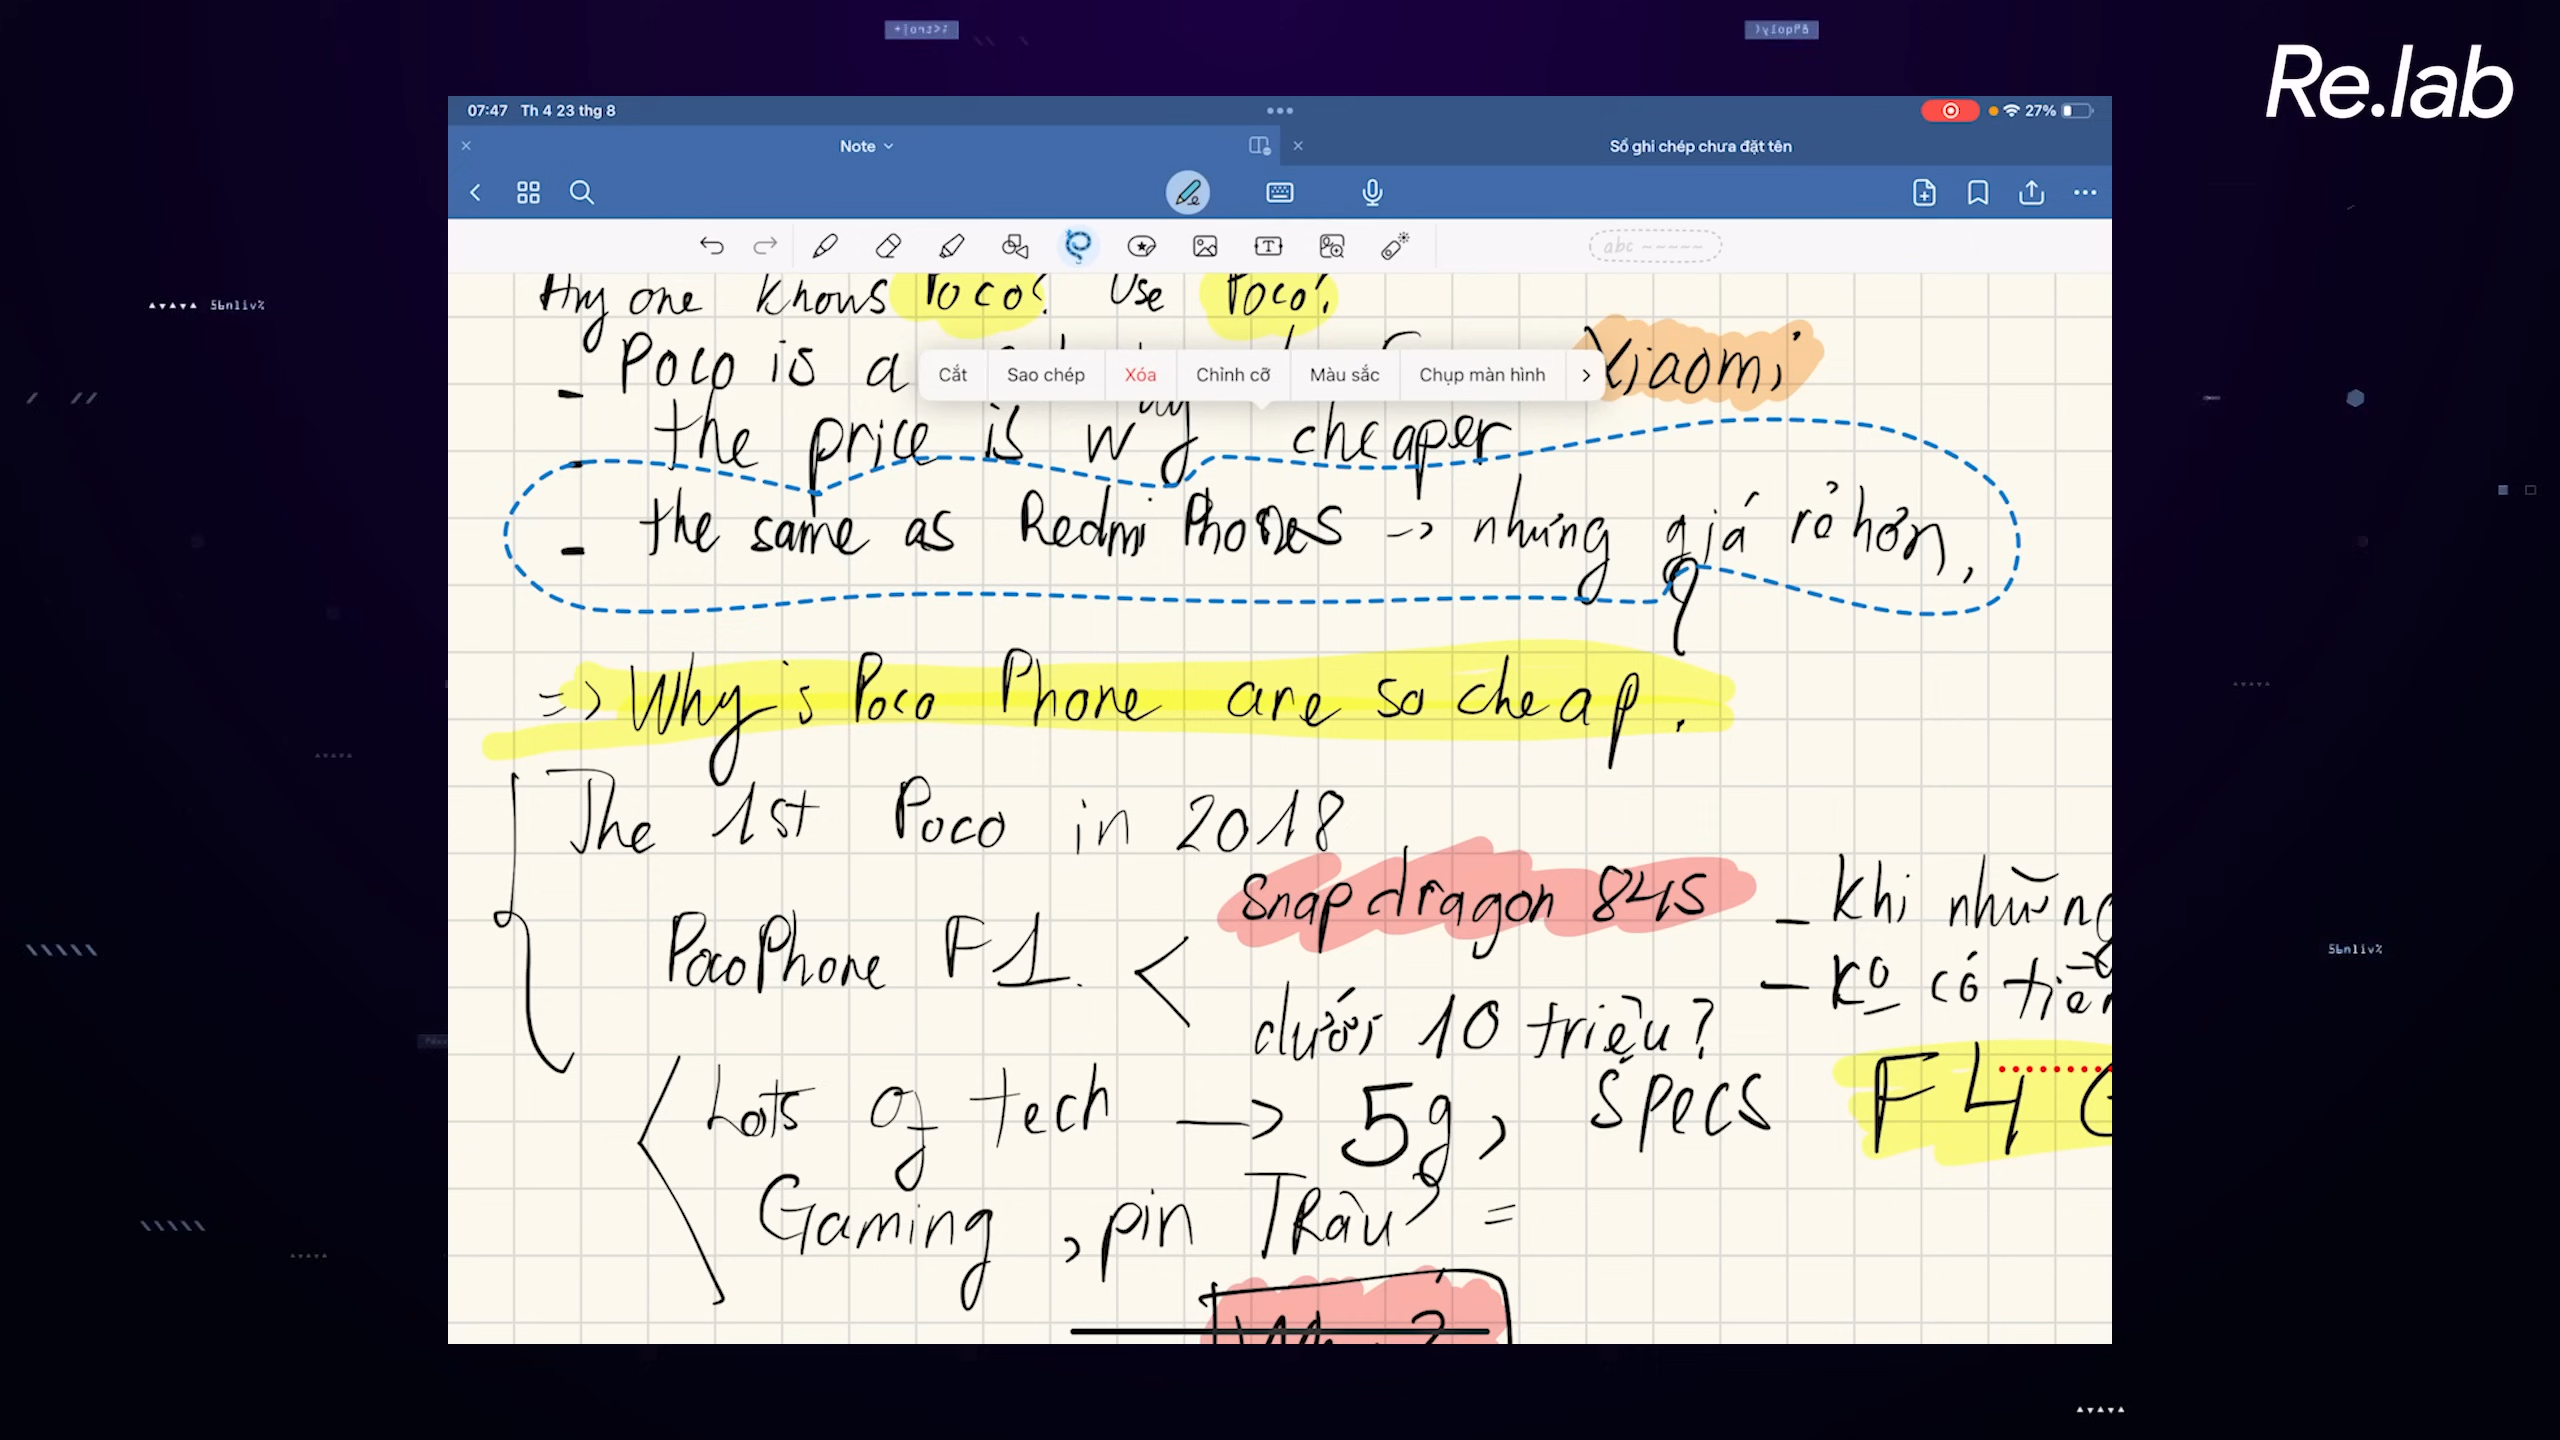 Re.lab
07:47 Th 4 23 thg 8
27%
Note
Sổ ghi chép chưa đặt tên
abc
Any one knows Poco? Use Poco?
- Poco is a Xiaomi
Cắt Sao chép Xóa Chỉnh cỡ Màu sắc Chụp màn hình
- the price is way cheaper
- the same as Redmi Phones -> nhưng giá rẻ hơn,
=> Why is Poco Phone are so cheap.
The 1st Poco in 2018
Snapdragon 845
- Khi những
PocoPhone F1. <
- Ko có
dưới 10 triệu?
Lots of tech -> 5g, Specs F4
Gaming, pin TRâu =
56nliv%
56nliv%